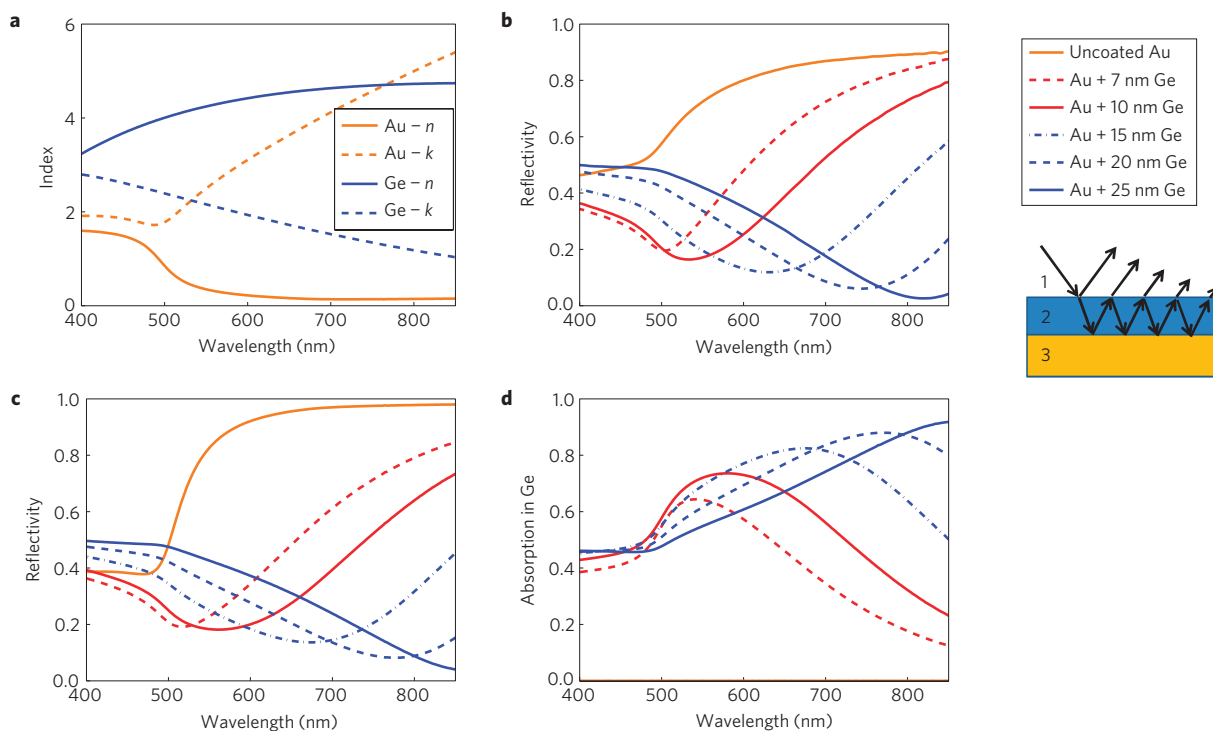 a
6
4
2
0
Index
400
500
600
700
800
Wavelength (nm)
Au – n
Au – k
Ge – n
Ge – k
b
1.0
0.8
0.6
0.4
0.2
0.0
Reflectivity
400
500
600
700
800
Wavelength (nm)
Uncoated Au
Au + 7 nm Ge
Au + 10 nm Ge
Au + 15 nm Ge
Au + 20 nm Ge
Au + 25 nm Ge
1
2
3
c
1.0
0.8
0.6
0.4
0.2
0.0
Reflectivity
400
500
600
700
800
Wavelength (nm)
d
1.0
0.8
0.6
0.4
0.2
0.0
Absorption in Ge
400
500
600
700
800
Wavelength (nm)